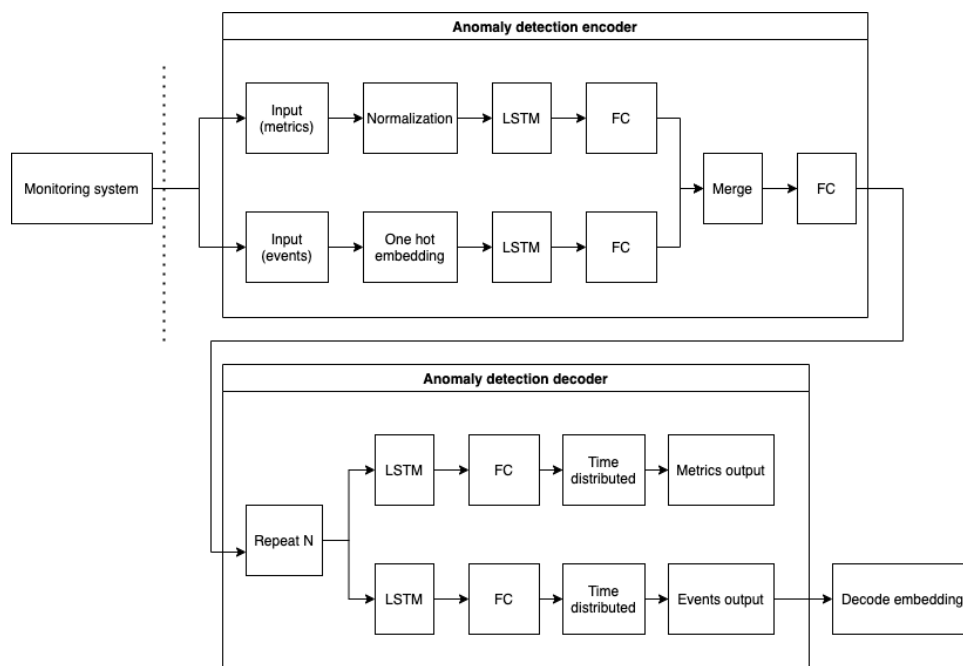 Anomaly detection encoder
Input
(metrics)
Normalization
LSTM
FC
Monitoring system
Merge
FC
Input
(events)
One hot
embedding
LSTM
FC
Anomaly detection decoder
LSTM
FC
Time
distributed
Metrics output
Repeat N
LSTM
FC
Time
distributed
Events output
Decode embedding